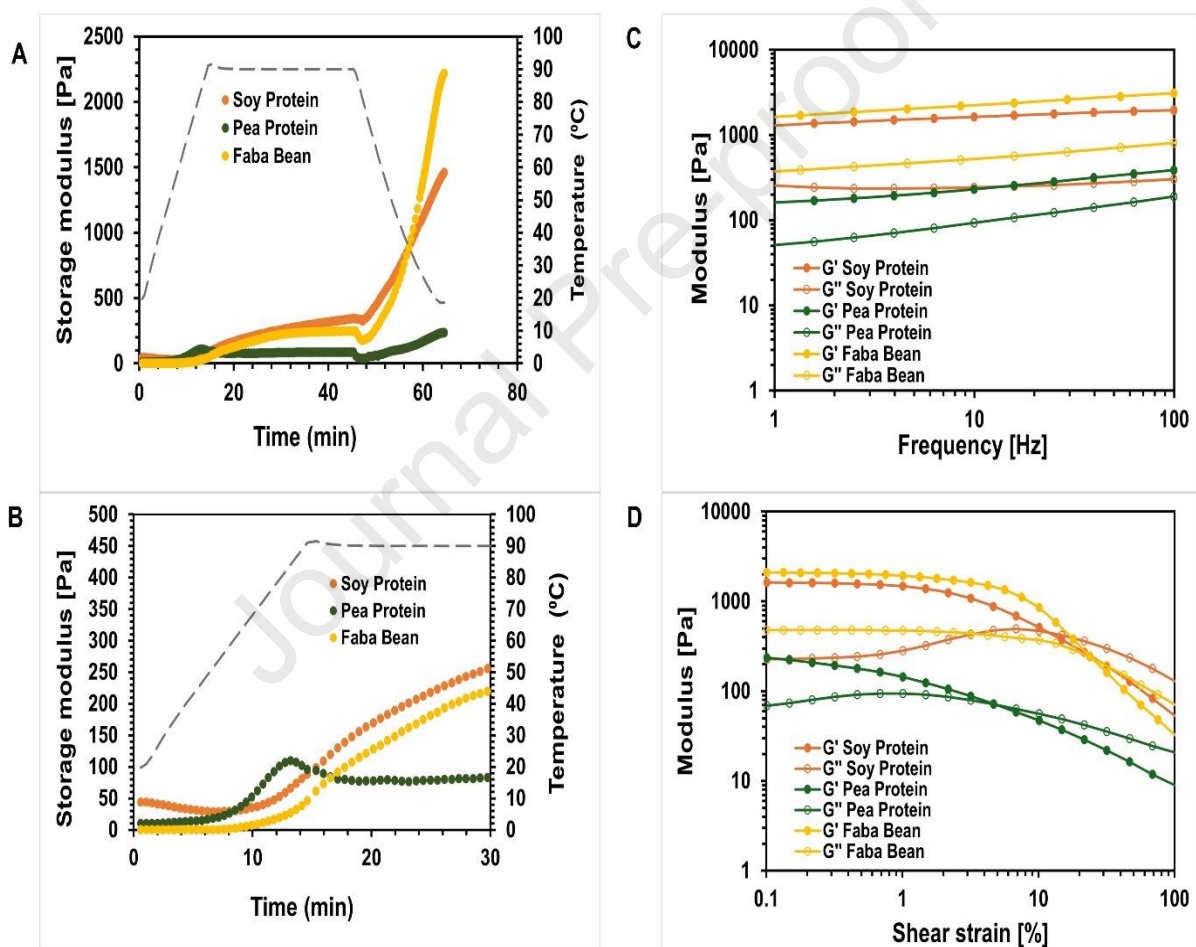 A
Storage modulus [Pa]
2500
2000
1500
1000
500
0
100
90
80
70
60
50
40
30
20
10
0
Temperature (ºC)
Soy Protein
Pea Protein
Faba Bean
0 20 40 60 80
Time (min)
C
Modulus [Pa]
10000
1000
100
10
1
G' Soy Protein
G" Soy Protein
G' Pea Protein
G" Pea Protein
G' Faba Bean
G" Faba Bean
1 10 100
Frequency [Hz]
B
Storage modulus [Pa]
500
450
400
350
300
250
200
150
100
50
0
100
90
80
70
60
50
40
30
20
10
0
Temperature (ºC)
Soy Protein
Pea Protein
Faba Bean
0 10 20 30
Time (min)
D
Modulus [Pa]
10000
1000
100
10
1
G' Soy Protein
G" Soy Protein
G' Pea Protein
G" Pea Protein
G' Faba Bean
G" Faba Bean
0.1 1 10 100
Shear strain [%]
Journal Pre-proo